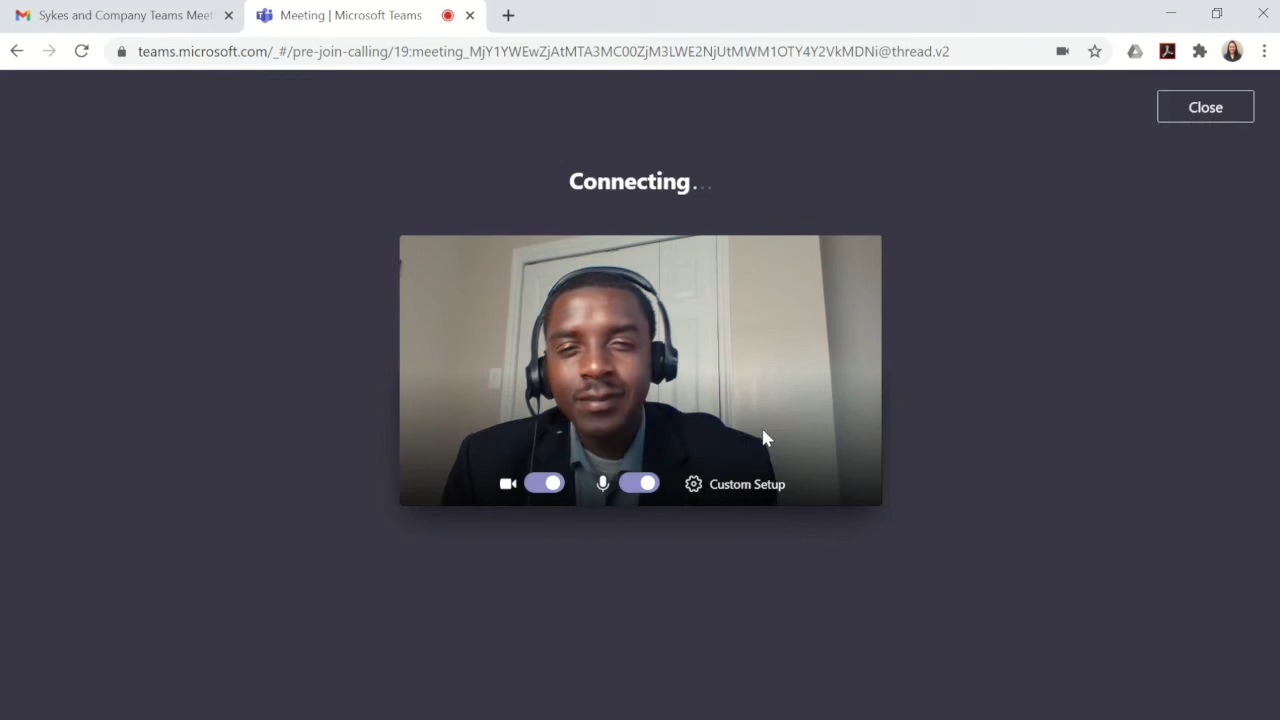 Sykes and Company Teams Meet
Meeting | Microsoft Teams
teams.microsoft.com/_#/pre-join-calling/19:meeting_MjY1YWEwZjAtMTA3MC00ZjM3LWE2NjUtMWM1OTY4Y2VkMDNi@thread.v2
Close
Connecting...
Custom Setup